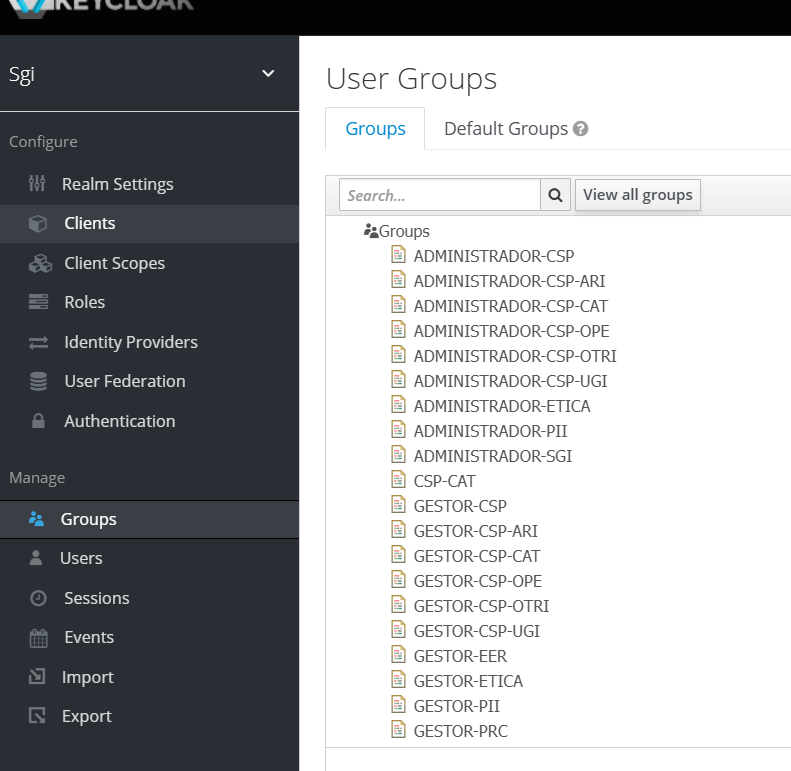 KEYCLOAK
Sgi
Configure
Realm Settings
Clients
Client Scopes
Roles
Identity Providers
User Federation
Authentication
Manage
Groups
Users
Sessions
Events
Import
Export
User Groups
Groups
Default Groups
Search...
View all groups
Groups
ADMINISTRADOR-CSP
ADMINISTRADOR-CSP-ARI
ADMINISTRADOR-CSP-CAT
ADMINISTRADOR-CSP-OPE
ADMINISTRADOR-CSP-OTRI
ADMINISTRADOR-CSP-UGI
ADMINISTRADOR-ETICA
ADMINISTRADOR-PII
ADMINISTRADOR-SGI
CSP-CAT
GESTOR-CSP
GESTOR-CSP-ARI
GESTOR-CSP-CAT
GESTOR-CSP-OPE
GESTOR-CSP-OTRI
GESTOR-CSP-UGI
GESTOR-EER
GESTOR-ETICA
GESTOR-PII
GESTOR-PRC